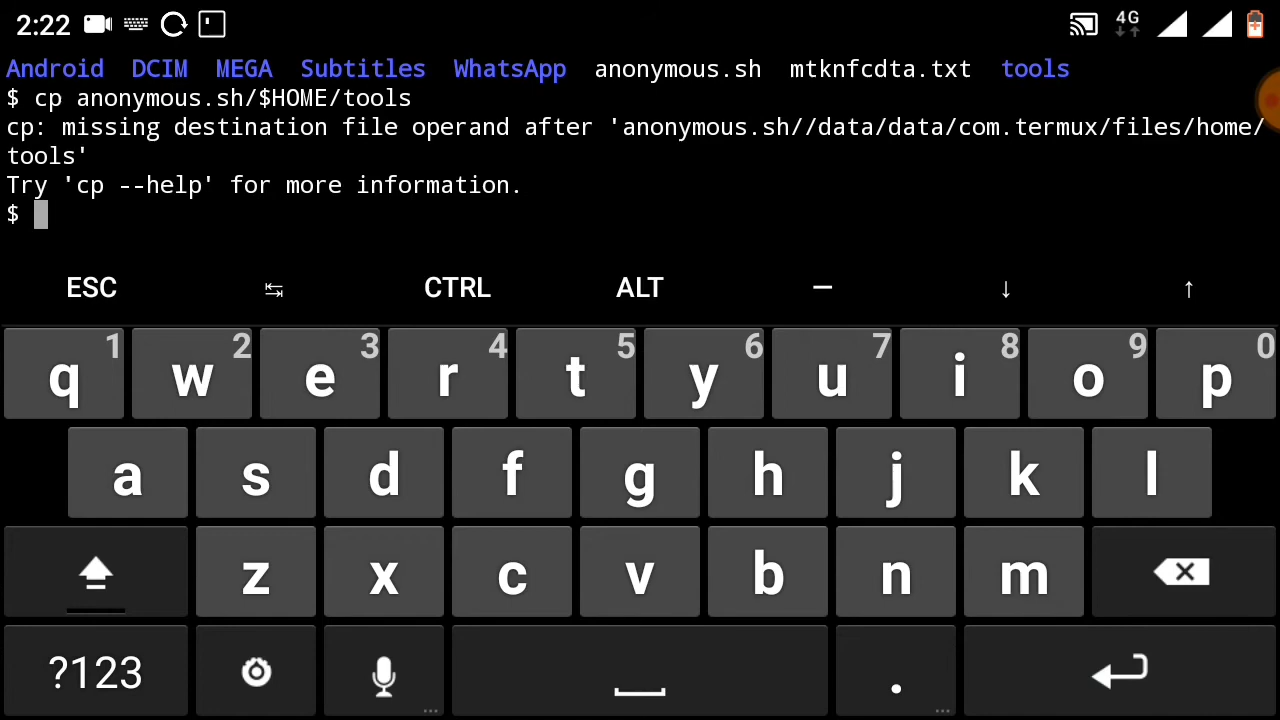 2:22 4G
Android DCIM MEGA Subtitles WhatsApp anonymous.sh mtknfcdta.txt tools
$ cp anonymous.sh/$HOME/tools
cp: missing destination file operand after 'anonymous.sh//data/data/com.termux/files/home/
tools'
Try 'cp --help' for more information.
$
ESC ↹ CTRL ALT — ↓ ↑
1 2 3 4 5 6 7 8 9 0
q w e r t y u i o p
a s d f g h j k l
z x c v b n m
?123 .